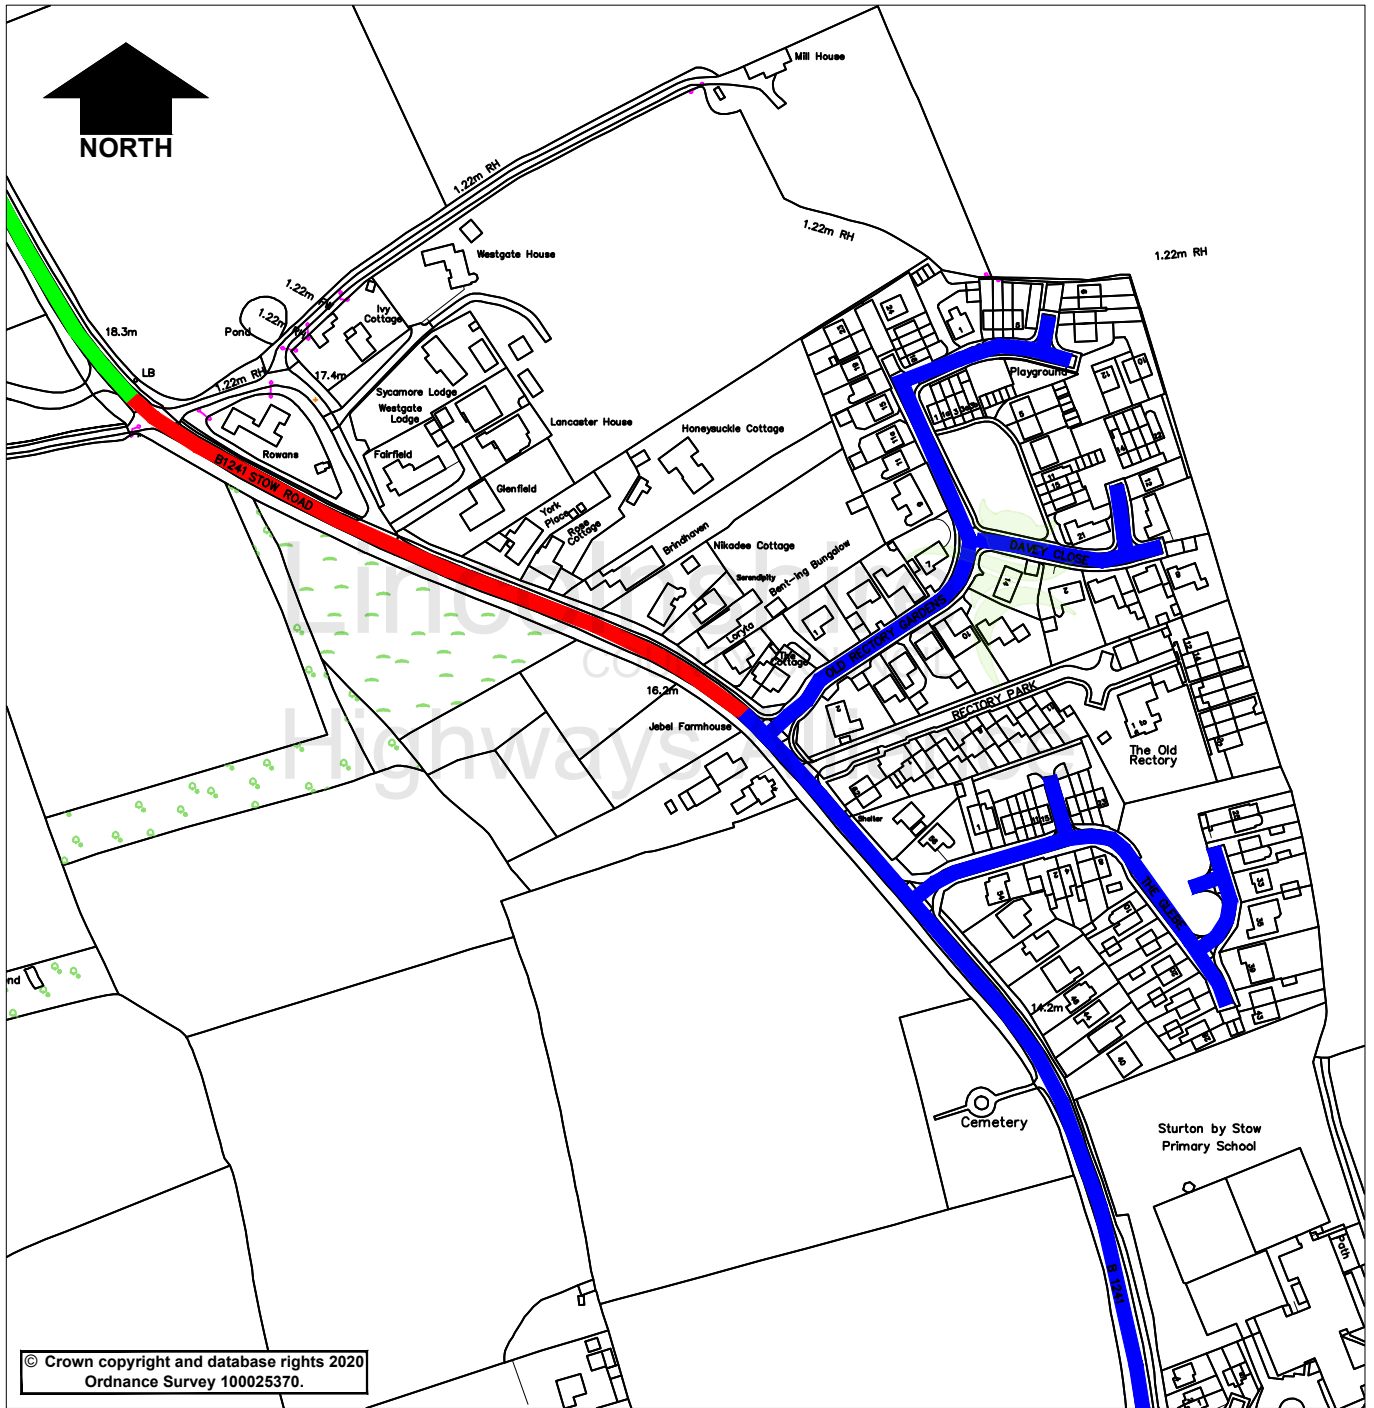 NORTH
Mill House
1.22m RH
1.22m RH
1.22m RH
Westgate House
1.22m RH
Ivy
Cottage
1.22m RH
18.3m
Pond
LB
1.22m RH
17.4m
Sycamore Lodge
Westgate
Lodge
Lancaster House
Honeysuckle Cottage
Playground
Rowans
Fairfield
B1241 STOW ROAD
Glenfield
York
Place
Rose
Cottage
Brindhaven
Nikadee Cottage
Serendipity
Bent-ing Bungalow
Loryta
The
Cottage
DAVEY CLOSE
OLD RECTORY GARDENS
RECTORY PARK
16.2m
Jebel Farmhouse
The Old
Rectory
Shelter
THE GLEBE
14.2m
Cemetery
Sturton by Stow
Primary School
Path
B 1241
Lincolnshire
COUNTY COUNCIL
Highways Alliance
© Crown copyright and database rights 2020
Ordnance Survey 100025370.